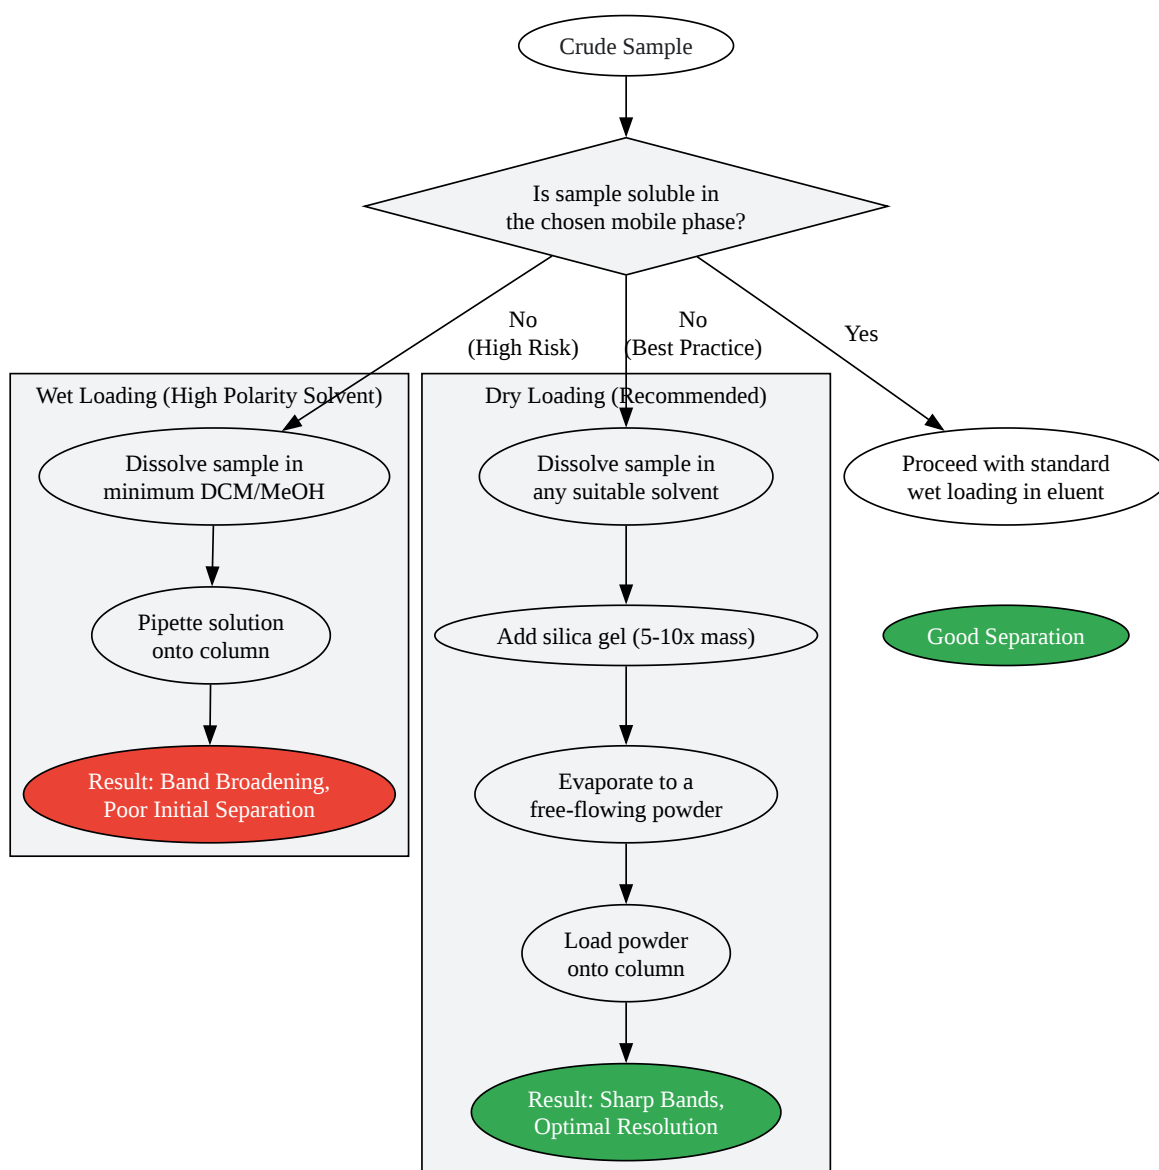 Crude Sample
Is sample soluble in
the chosen mobile phase?
No
(High Risk)
No
(Best Practice)
Yes
Wet Loading (High Polarity Solvent)
Dissolve sample in
minimum DCM/MeOH
Pipette solution
onto column
Result: Band Broadening,
Poor Initial Separation
Dry Loading (Recommended)
Dissolve sample in
any suitable solvent
Add silica gel (5-10x mass)
Evaporate to a
free-flowing powder
Load powder
onto column
Result: Sharp Bands,
Optimal Resolution
Proceed with standard
wet loading in eluent
Good Separation